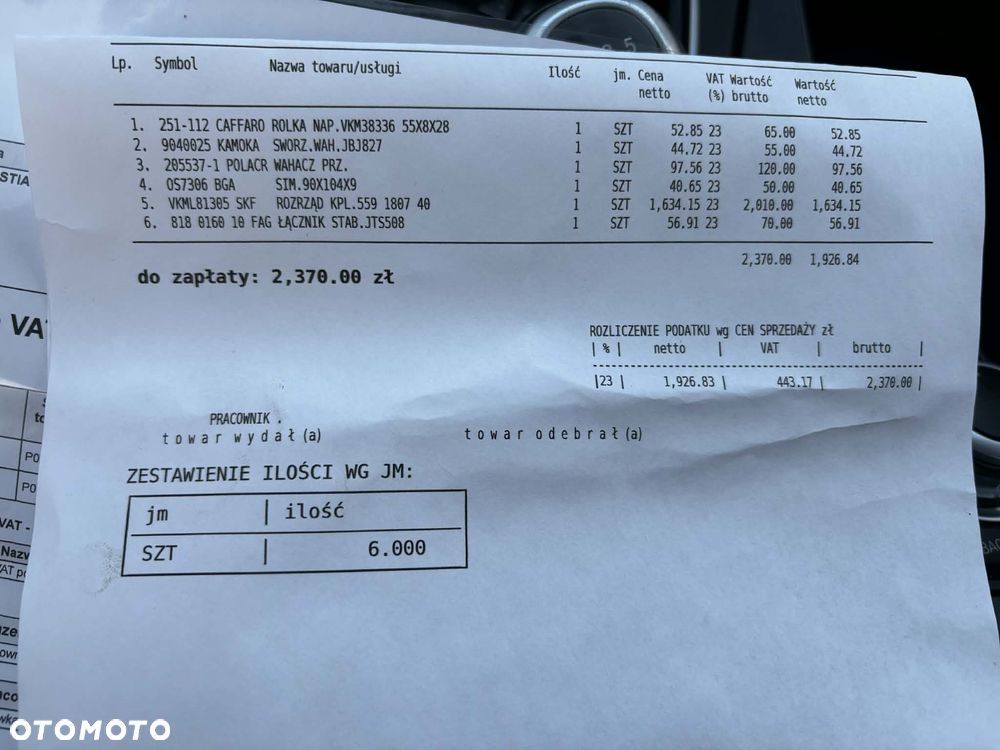 Lp. Symbol Nazwa towaru/usługi Ilość jm. Cena netto VAT (%) Wartość brutto Wartość netto
1. 251-112 CAFFARO ROLKA NAP.VKM38336 55X8X28 1 SZT 52.85 23 65.00 52.85
2. 9040025 KAMOKA SWORZ.WAH.JBJ827 1 SZT 44.72 23 55.00 44.72
3. 205537-1 POLACR WAHACZ PRZ. 1 SZT 97.56 23 120.00 97.56
4. OS7306 BGA SIM.90X104X9 1 SZT 40.65 23 50.00 40.65
5. VKML81305 SKF ROZRZĄD KPL.559 1807 40 1 SZT 1,634.15 23 2,010.00 1,634.15
6. 818 0160 10 FAG ŁĄCZNIK STAB.JTS508 1 SZT 56.91 23 70.00 56.91
2,370.00 1,926.84
do zapłaty: 2,370.00 zł
ROZLICZENIE PODATKU wg CEN SPRZEDAŻY zł
| % | netto | VAT | brutto |
|23 | 1,926.83 | 443.17 | 2,370.00 |
PRACOWNIK .
towar wydał(a) towar odebrał(a)
ZESTAWIENIE ILOŚCI WG JM:
jm | ilość
SZT | 6.000
VAT -
OTOMOTO